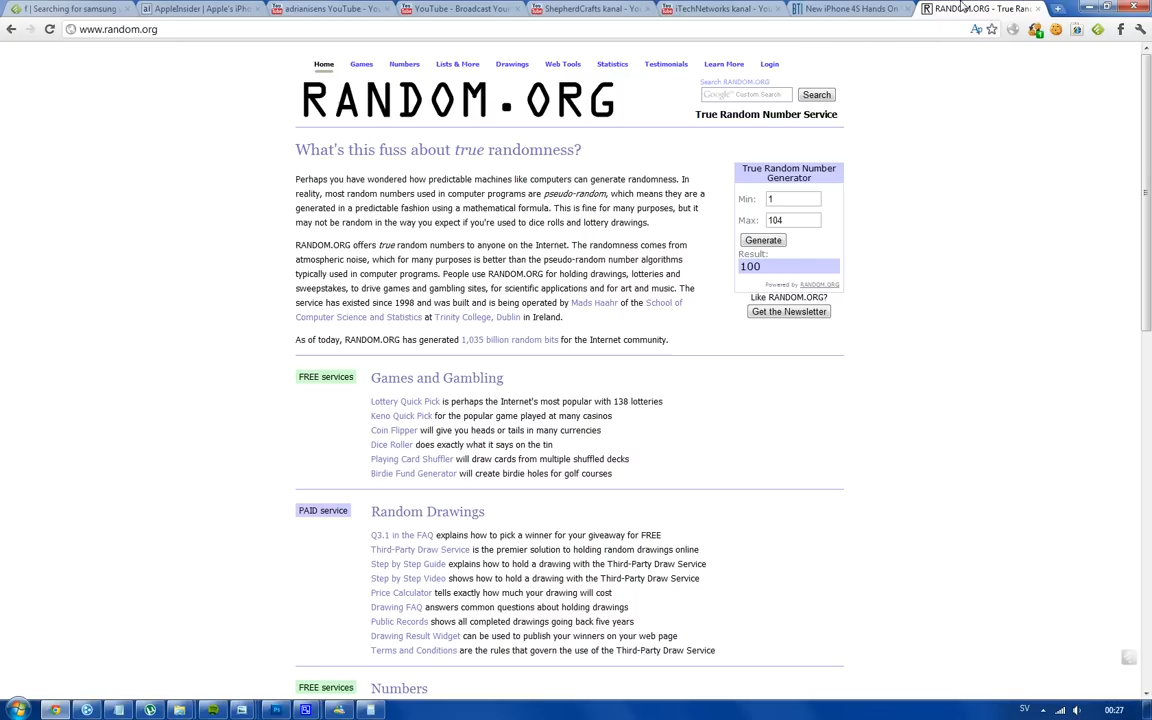 f | Searching for samsung
AppleInsider | Apple's iPho
adrianisens YouTube -
YouTube - Broadcast Your
ShepherdCrafts kanal -
iTechNetworks kanal - Yo
New iPhone 4S Hands On
RANDOM.ORG - True Ran
www.random.org
Home Games Numbers Lists & More Drawings Web Tools Statistics Testimonials Learn More Login
RANDOM.ORG
Search RANDOM.ORG
Google™ Custom Search Search
True Random Number Service
What's this fuss about true randomness?
Perhaps you have wondered how predictable machines like computers can generate randomness. In
reality, most random numbers used in computer programs are pseudo-random, which means they are a
generated in a predictable fashion using a mathematical formula. This is fine for many purposes, but it
may not be random in the way you expect if you're used to dice rolls and lottery drawings.
RANDOM.ORG offers true random numbers to anyone on the Internet. The randomness comes from
atmospheric noise, which for many purposes is better than the pseudo-random number algorithms
typically used in computer programs. People use RANDOM.ORG for holding drawings, lotteries and
sweepstakes, to drive games and gambling sites, for scientific applications and for art and music. The
service has existed since 1998 and was built and is being operated by Mads Haahr of the School of
Computer Science and Statistics at Trinity College, Dublin in Ireland.
As of today, RANDOM.ORG has generated 1,035 billion random bits for the Internet community.
True Random Number
Generator
Min: 1
Max: 104
Generate
Result:
100
Powered by RANDOM.ORG
Like RANDOM.ORG?
Get the Newsletter
FREE services
Games and Gambling
Lottery Quick Pick is perhaps the Internet's most popular with 138 lotteries
Keno Quick Pick for the popular game played at many casinos
Coin Flipper will give you heads or tails in many currencies
Dice Roller does exactly what it says on the tin
Playing Card Shuffler will draw cards from multiple shuffled decks
Birdie Fund Generator will create birdie holes for golf courses
PAID service
Random Drawings
Q3.1 in the FAQ explains how to pick a winner for your giveaway for FREE
Third-Party Draw Service is the premier solution to holding random drawings online
Step by Step Guide explains how to hold a drawing with the Third-Party Draw Service
Step by Step Video shows how to hold a drawing with the Third-Party Draw Service
Price Calculator tells exactly how much your drawing will cost
Drawing FAQ answers common questions about holding drawings
Public Records shows all completed drawings going back five years
Drawing Result Widget can be used to publish your winners on your web page
Terms and Conditions are the rules that govern the use of the Third-Party Draw Service
FREE services
Numbers
SV
00:27